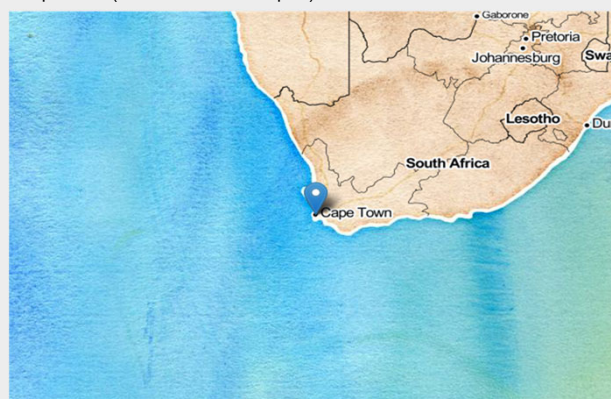 Gaborone
Pretoria
Johannesburg
Swa
Lesotho
Du
South Africa
Cape Town